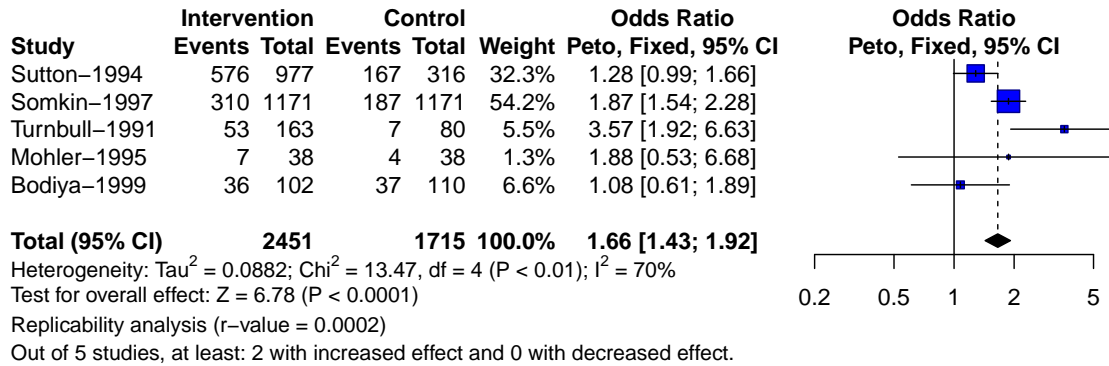 Intervention Control Odds Ratio Odds Ratio
Study Events Total Events Total Weight Peto, Fixed, 95% CI Peto, Fixed, 95% CI
Sutton−1994 576 977 167 316 32.3% 1.28 [0.99; 1.66]
Somkin−1997 310 1171 187 1171 54.2% 1.87 [1.54; 2.28]
Turnbull−1991 53 163 7 80 5.5% 3.57 [1.92; 6.63]
Mohler−1995 7 38 4 38 1.3% 1.88 [0.53; 6.68]
Bodiya−1999 36 102 37 110 6.6% 1.08 [0.61; 1.89]
Total (95% CI) 2451 1715 100.0% 1.66 [1.43; 1.92]
Heterogeneity: Tau² = 0.0882; Chi² = 13.47, df = 4 (P < 0.01); I² = 70%
Test for overall effect: Z = 6.78 (P < 0.0001)
0.2 0.5 1 2 5
Replicability analysis (r−value = 0.0002)
Out of 5 studies, at least: 2 with increased effect and 0 with decreased effect.